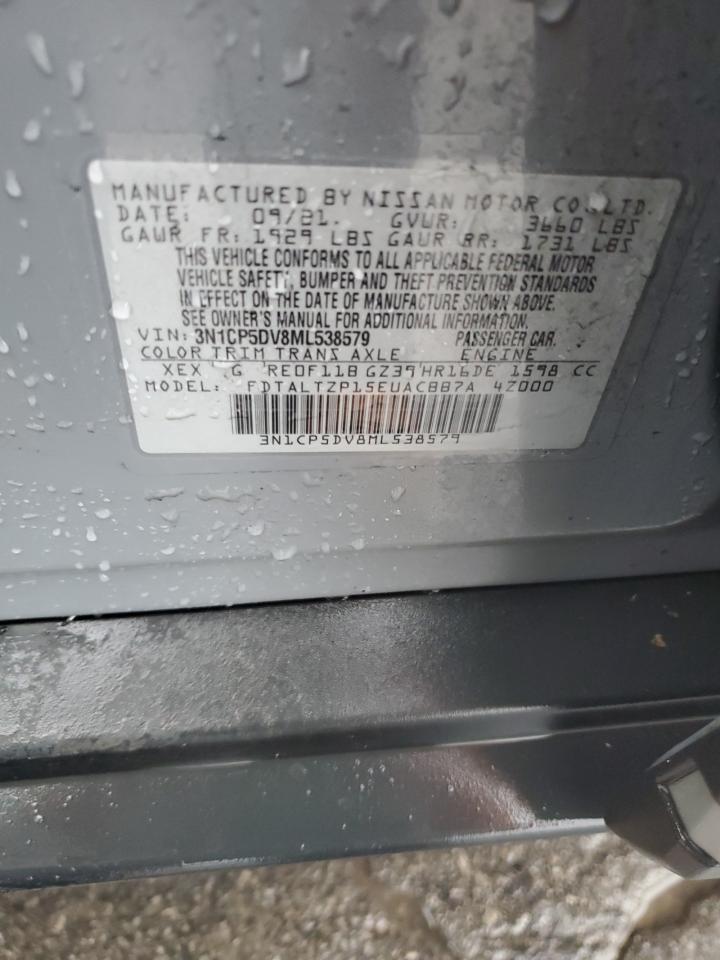 MANUFACTURED BY NISSAN MOTOR CO.,LTD.
DATE: 09/21. GVWR: 3660 LBS
GAWR FR: 1929 LBS GAWR RR: 1731 LBS
THIS VEHICLE CONFORMS TO ALL APPLICABLE FEDERAL MOTOR
VEHICLE SAFETY, BUMPER AND THEFT PREVENTION STANDARDS
IN EFFECT ON THE DATE OF MANUFACTURE SHOWN ABOVE.
SEE OWNER'S MANUAL FOR ADDITIONAL
VIN: 3N1CP5DV8ML538579 PASSENGER CAR.
COLOR TRIM TRANS AXLE ENGINE
XEX G RE0F11B GZ39 HR16DE 1598 CC
MODEL: FDTALTZP15EUACBB7A 4Z000
3N1CP5DV8ML538579